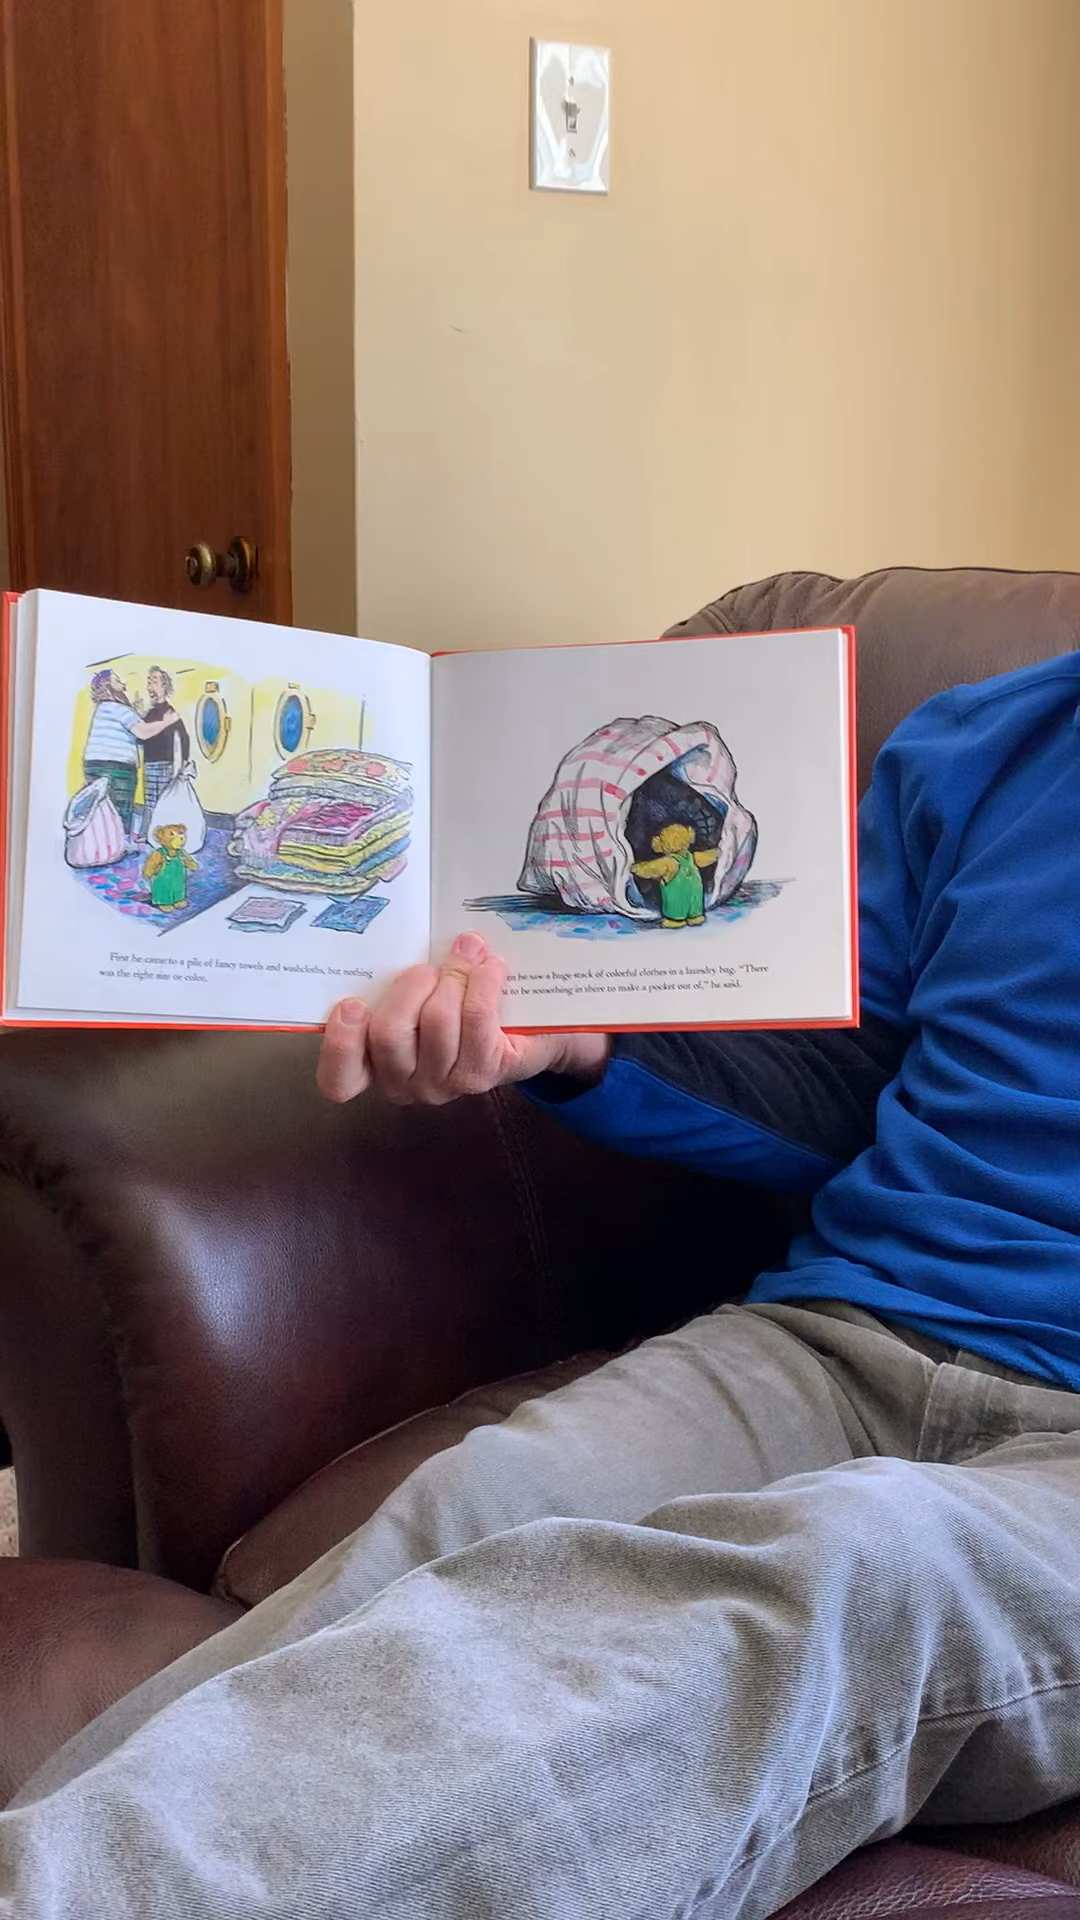 First he came to a pile of fancy towels and washcloths, but nothing
was the right size or color.
he saw a huge stack of colorful clothes in a laundry bag. "There
to be something in there to make a pocket out of," he said.